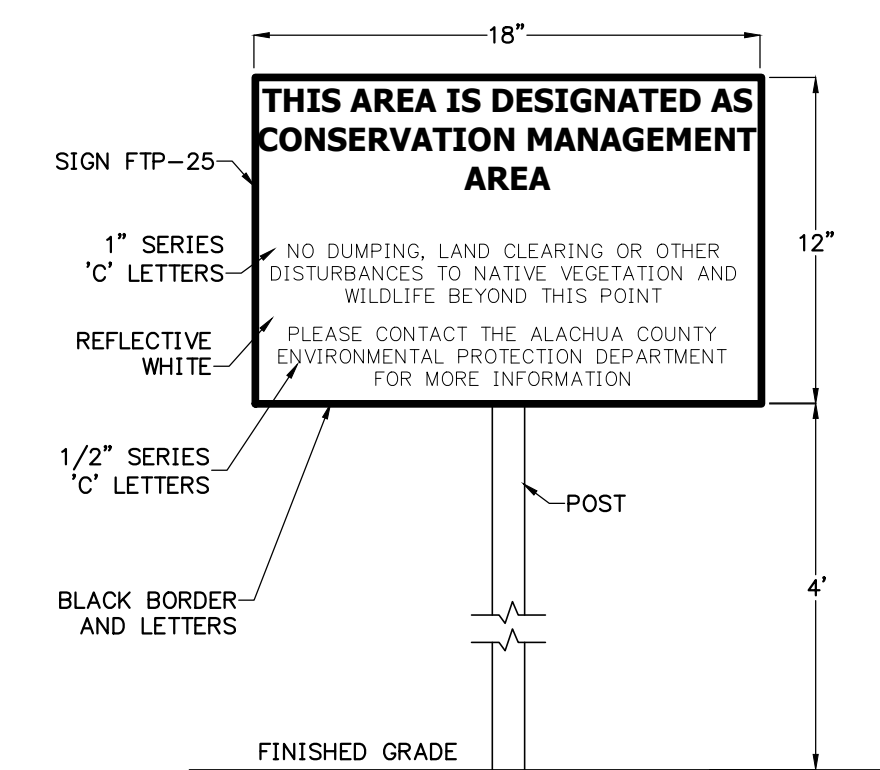 18"
THIS AREA IS DESIGNATED AS
CONSERVATION MANAGEMENT
AREA
SIGN FTP-25
1" SERIES
'C' LETTERS
12"
NO DUMPING, LAND CLEARING OR OTHER
DISTURBANCES TO NATIVE VEGETATION AND
WILDLIFE BEYOND THIS POINT
REFLECTIVE
WHITE
PLEASE CONTACT THE ALACHUA COUNTY
ENVIRONMENTAL PROTECTION DEPARTMENT
FOR MORE INFORMATION
1/2" SERIES
'C' LETTERS
POST
BLACK BORDER
AND LETTERS
4'
FINISHED GRADE